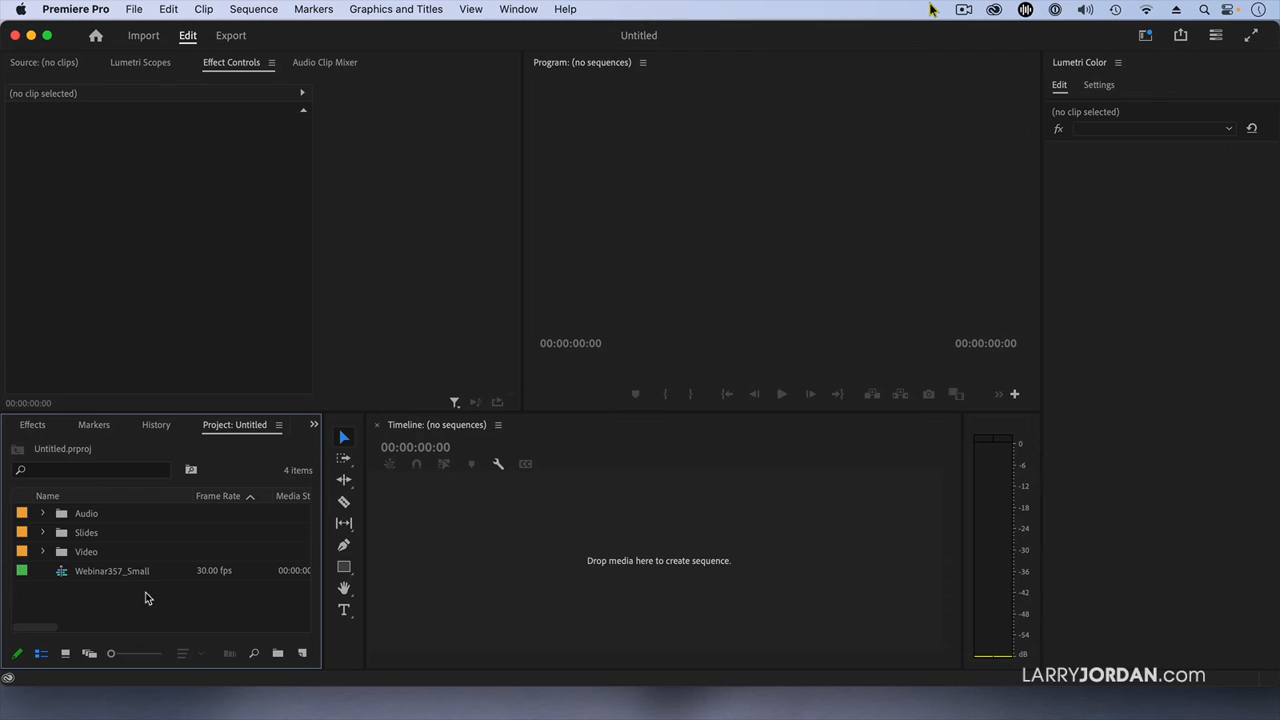 Premiere Pro File Edit Clip Sequence Markers Graphics and Titles View Window Help
Import Edit Export Untitled
Source: (no clips) Lumetri Scopes Effect Controls Audio Clip Mixer Program: (no sequences) Lumetri Color
Edit Settings
(no clip selected) (no clip selected)
fx
00:00:00:00 00:00:00:00
00:00:00:00
Effects Markers History Project: Untitled Timeline: (no sequences)
Untitled.prproj 00:00:00:00
4 items
CC
Name Frame Rate Media St
Audio
Slides
Video
Webinar357_Small 30.00 fps 00:00:00
Drop media here to create sequence.
T
0
-6
-12
-18
-24
-30
-36
-42
-48
-54
dB
LARRYJORDAN.com